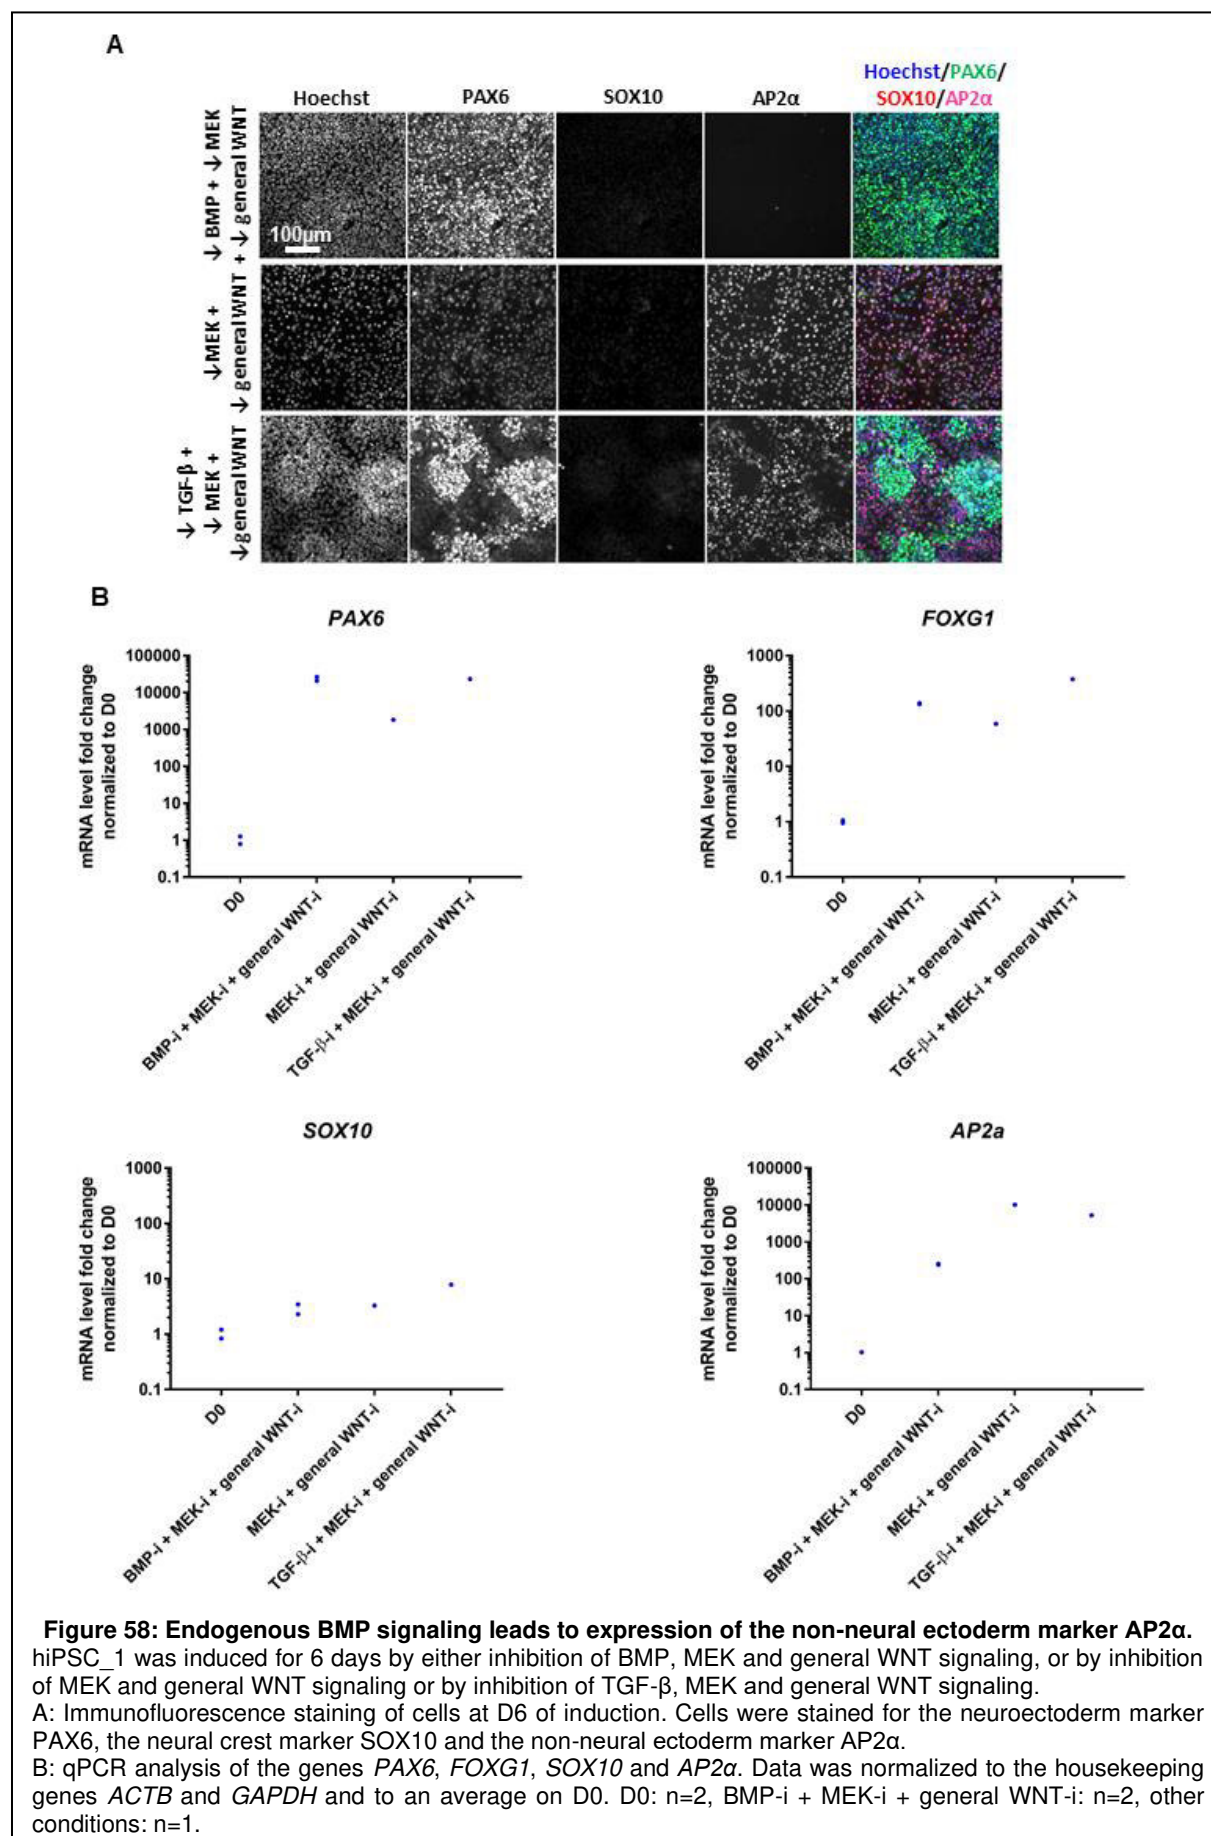 A
Hoechst/PAX6/
SOX10/AP2α
Hoechst
PAX6
SOX10
AP2α
↓ BMP + ↓ MEK
+ ↓ general WNT
100μm
↓MEK +
↓ general WNT
↓ TGF-β +
↓ MEK +
↓general WNT
B
PAX6
mRNA level fold change
normalized to D0
100000
10000
1000
100
10
1
0.1
D0
BMP-i + MEK-i + general WNT-i
MEK-i + general WNT-i
TGF-β-i + MEK-i + general WNT-i
FOXG1
mRNA level fold change
normalized to D0
1000
100
10
1
0.1
D0
BMP-i + MEK-i + general WNT-i
MEK-i + general WNT-i
TGF-β-i + MEK-i + general WNT-i
SOX10
mRNA level fold change
normalized to D0
1000
100
10
1
0.1
D0
BMP-i + MEK-i + general WNT-i
MEK-i + general WNT-i
TGF-β-i + MEK-i + general WNT-i
AP2a
mRNA level fold change
normalized to D0
100000
10000
1000
100
10
1
0.1
D0
BMP-i + MEK-i + general WNT-i
MEK-i + general WNT-i
TGF-β-i + MEK-i + general WNT-i
Figure 58: Endogenous BMP signaling leads to expression of the non-neural ectoderm marker AP2α.
hiPSC_1 was induced for 6 days by either inhibition of BMP, MEK and general WNT signaling, or by inhibition
of MEK and general WNT signaling or by inhibition of TGF-β, MEK and general WNT signaling.
A: Immunofluorescence staining of cells at D6 of induction. Cells were stained for the neuroectoderm marker
PAX6, the neural crest marker SOX10 and the non-neural ectoderm marker AP2α.
B: qPCR analysis of the genes PAX6, FOXG1, SOX10 and AP2α. Data was normalized to the housekeeping
genes ACTB and GAPDH and to an average on D0. D0: n=2, BMP-i + MEK-i + general WNT-i: n=2, other
conditions: n=1.